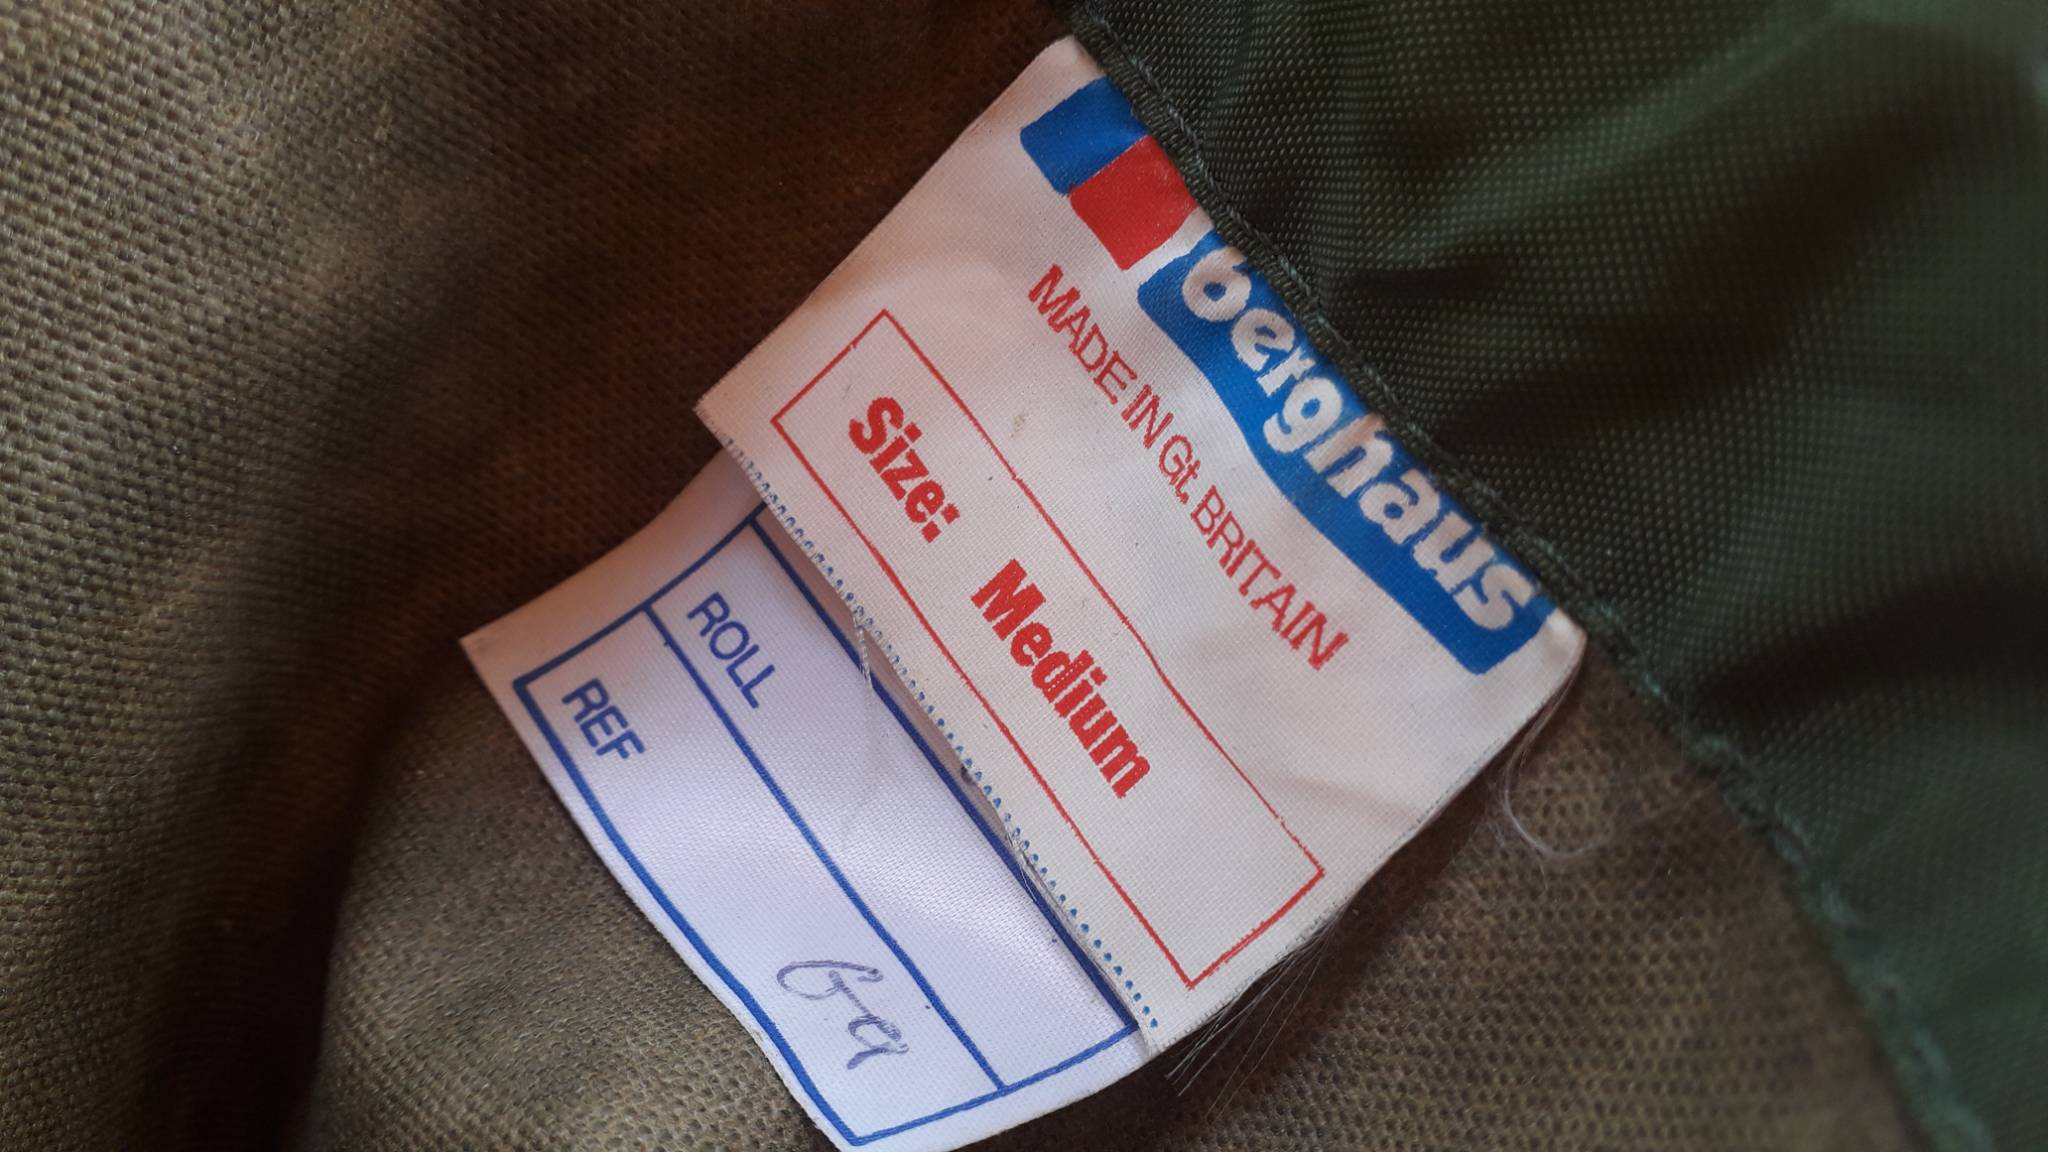 berghaus
MADE IN Gt. BRITAIN
Size: Medium
ROLL
REF